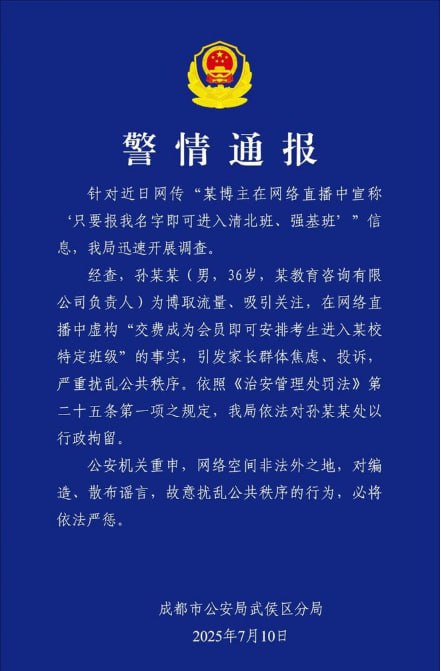 警情通报
针对近日网传“某博主在网络直播中宣称
‘只要报我名字即可进入清北班、强基班’”信
息，我局迅速开展调查。
经查，孙某某（男，36岁，某教育咨询有限
公司负责人）为博取流量、吸引关注，在网络直
播中虚构“交费成为会员即可安排考生进入某校
特定班级”的事实，引发家长群体焦虑、投诉，
严重扰乱公共秩序。依照《治安管理处罚法》第
二十五条第一项之规定，我局依法对孙某某处以
行政拘留。
公安机关重申，网络空间非法外之地，对编
造、散布谣言，故意扰乱公共秩序的行为，必将
依法严惩。
成都市公安局武侯区分局
2025年7月10日